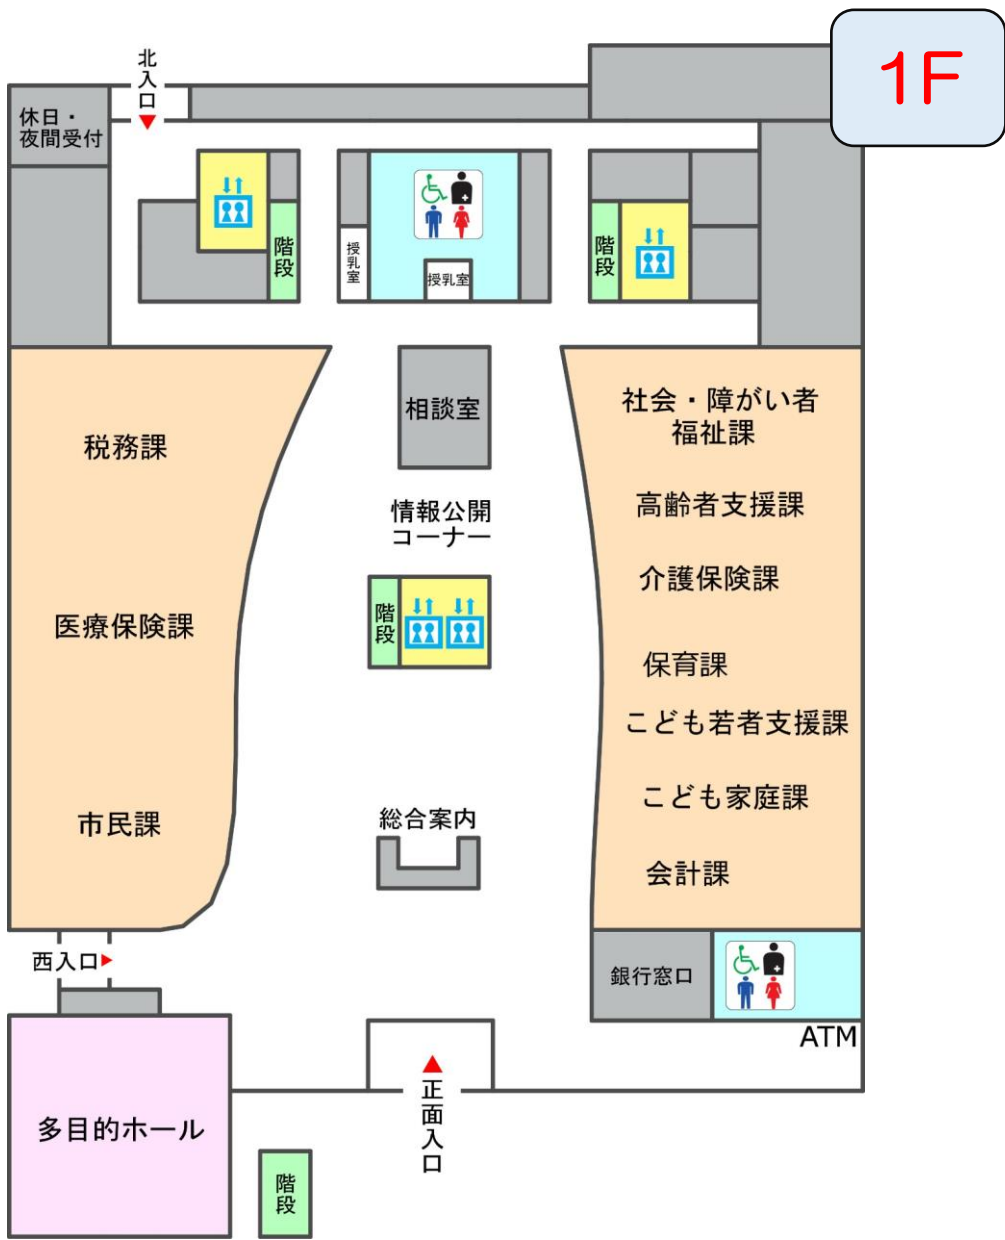 1F
北入口
休日・
夜間受付
階段
授乳室
授乳室
階段
相談室
税務課
社会・障がい者
福祉課
高齢者支援課
情報公開
コーナー
介護保険課
階段
医療保険課
保育課
こども若者支援課
こども家庭課
市民課
総合案内
会計課
西入口
銀行窓口
ATM
正面入口
多目的ホール
階段